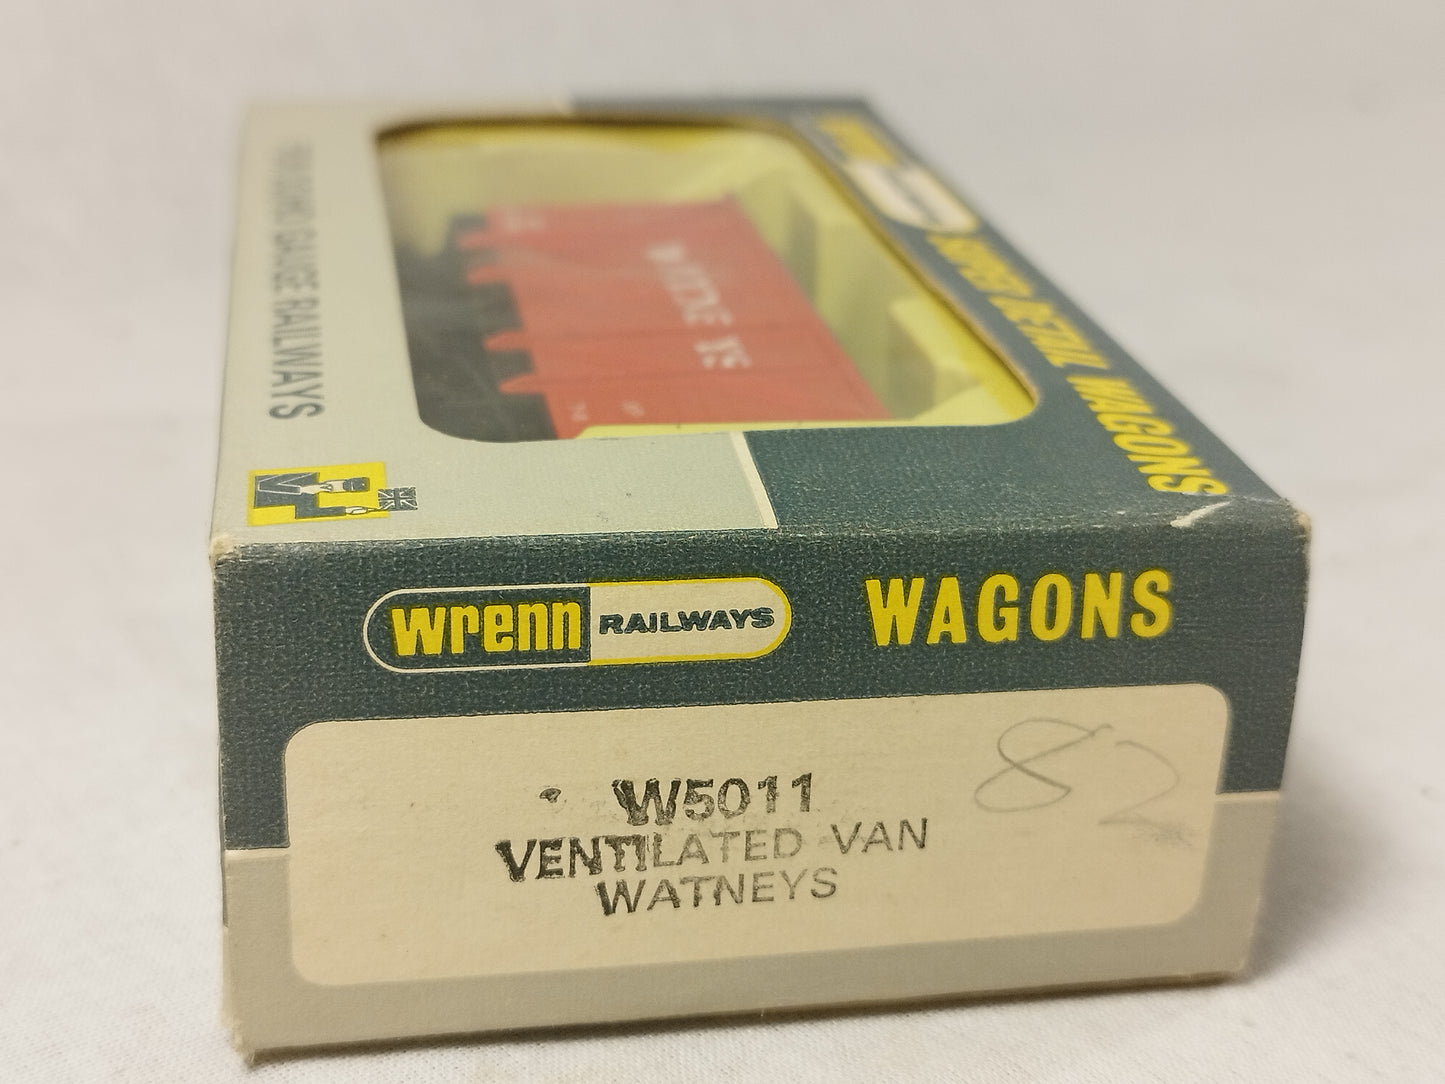 GAUGE RAILWAYS
SUPER DETAIL WAGONS
wrenn RAILWAYS
WAGONS
82
W5011
VENTILATED VAN
WATNEYS